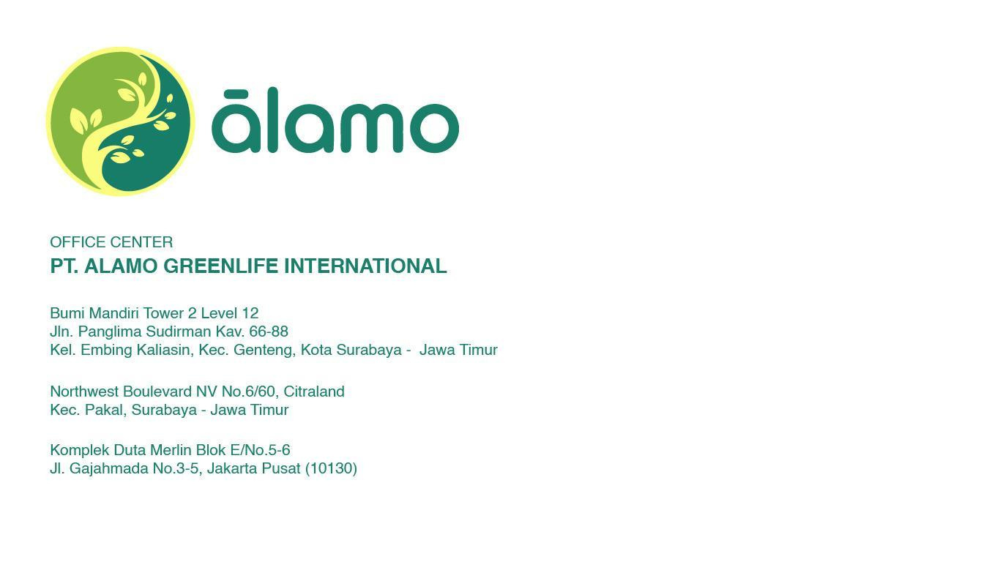 ālamo
OFFICE CENTER
PT. ALAMO GREENLIFE INTERNATIONAL
Bumi Mandiri Tower 2 Level 12
Jln. Panglima Sudirman Kav. 66-88
Kel. Embing Kaliasin, Kec. Genteng, Kota Surabaya -  Jawa Timur
Northwest Boulevard NV No.6/60, Citraland
Kec. Pakal, Surabaya - Jawa Timur
Komplek Duta Merlin Blok E/No.5-6
Jl. Gajahmada No.3-5, Jakarta Pusat (10130)